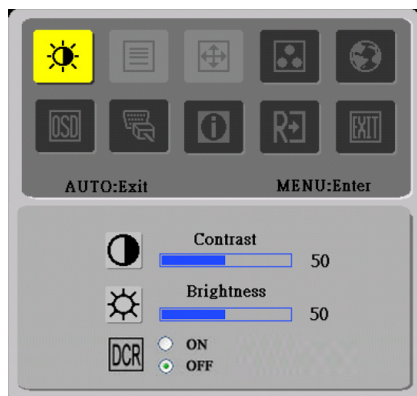 OSD
R
EXIT
AUTO:Exit MENU:Enter
Contrast
50
Brightness
50
DCR
ON
OFF